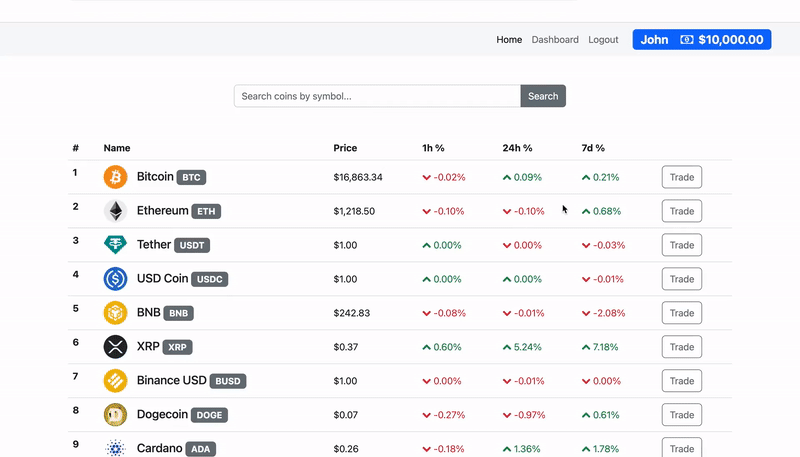 Home Dashboard Logout John $10,000.00
Search coins by symbol... Search
# Name Price 1h % 24h % 7d %
1 Bitcoin BTC $16,863.34 -0.02% 0.09% 0.21% Trade
2 Ethereum ETH $1,218.50 -0.10% -0.10% 0.68% Trade
3 Tether USDT $1.00 0.00% 0.00% -0.03% Trade
4 USD Coin USDC $1.00 0.00% 0.00% -0.01% Trade
5 BNB BNB $242.83 -0.08% -0.01% -2.08% Trade
6 XRP XRP $0.37 0.60% 5.24% 7.18% Trade
7 Binance USD BUSD $1.00 0.00% -0.01% 0.00% Trade
8 Dogecoin DOGE $0.07 -0.27% -0.97% 0.61% Trade
9 Cardano ADA $0.26 -0.18% 1.36% 1.78% Trade